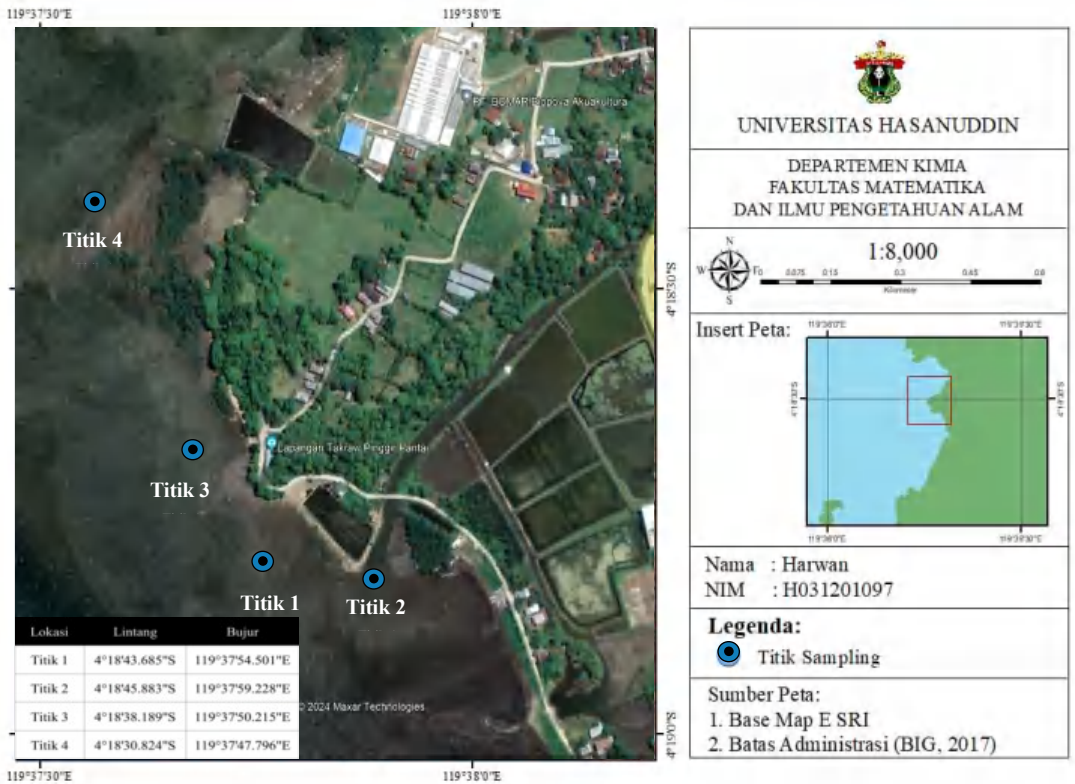 119°37'30"E
119°38'0"E
Titik 4
Lapangan Takraw Pinggir Pantai
Titik 3
Titik 1
Titik 2
Lokasi Lintang Bujur
Titik 1 4°18'43.685"S 119°37'54.501"E
Titik 2 4°18'45.883"S 119°37'59.228"E
Titik 3 4°18'38.189"S 119°37'50.215"E
Titik 4 4°18'30.824"S 119°37'47.796"E
© 2024 Maxar Technologies
119°37'30"E
119°38'0"E
4°18'30"S
4°19'0"S
UNIVERSITAS HASANUDDIN
DEPARTEMEN KIMIA
FAKULTAS MATEMATIKA
DAN ILMU PENGETAHUAN ALAM
N
W E
S
1:8,000
0 0.075 0.15 0.3 0.45 0.6
Kilometer
Insert Peta:
Nama : Harwan
NIM : H031201097
Legenda:
Titik Sampling
Sumber Peta:
1. Base Map E SRI
2. Batas Administrasi (BIG, 2017)